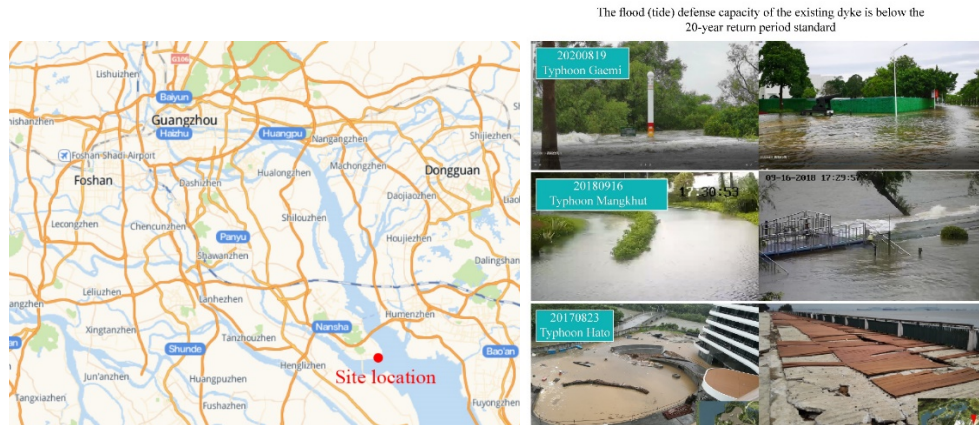 The flood (tide) defense capacity of the existing dyke is below the
20-year return period standard
G106
Lishuizhen
Baiyun
Guangzhou
Haizhu
Huangpu
Nangangzhen
Shijiezhen
Foshan Shadi Airport
Machongzhen
Foshan
Hualongzhen
Dongguan
Dashizhen
Daojiaozhen
Lecongzhen
Chencunzhen
Shilouzhen
Panyu
Houjiezhen
Shawanzhen
Dalingshan
Leliuzhen
Lanhezhen
Humenzhen
Xingtanzhen
Nansha
Tanzhouzhen
Shunde
Bao'an
Henglizhen
Site location
Jun'anzhen
Huangpuzhen
Tangxiazhen
Fushazhen
Fuyongzhen
20200819
Typhoon Gaemi
20180916
Typhoon Mangkhut
17:30:53
09-16-2018 17:29:57
20170823
Typhoon Hato